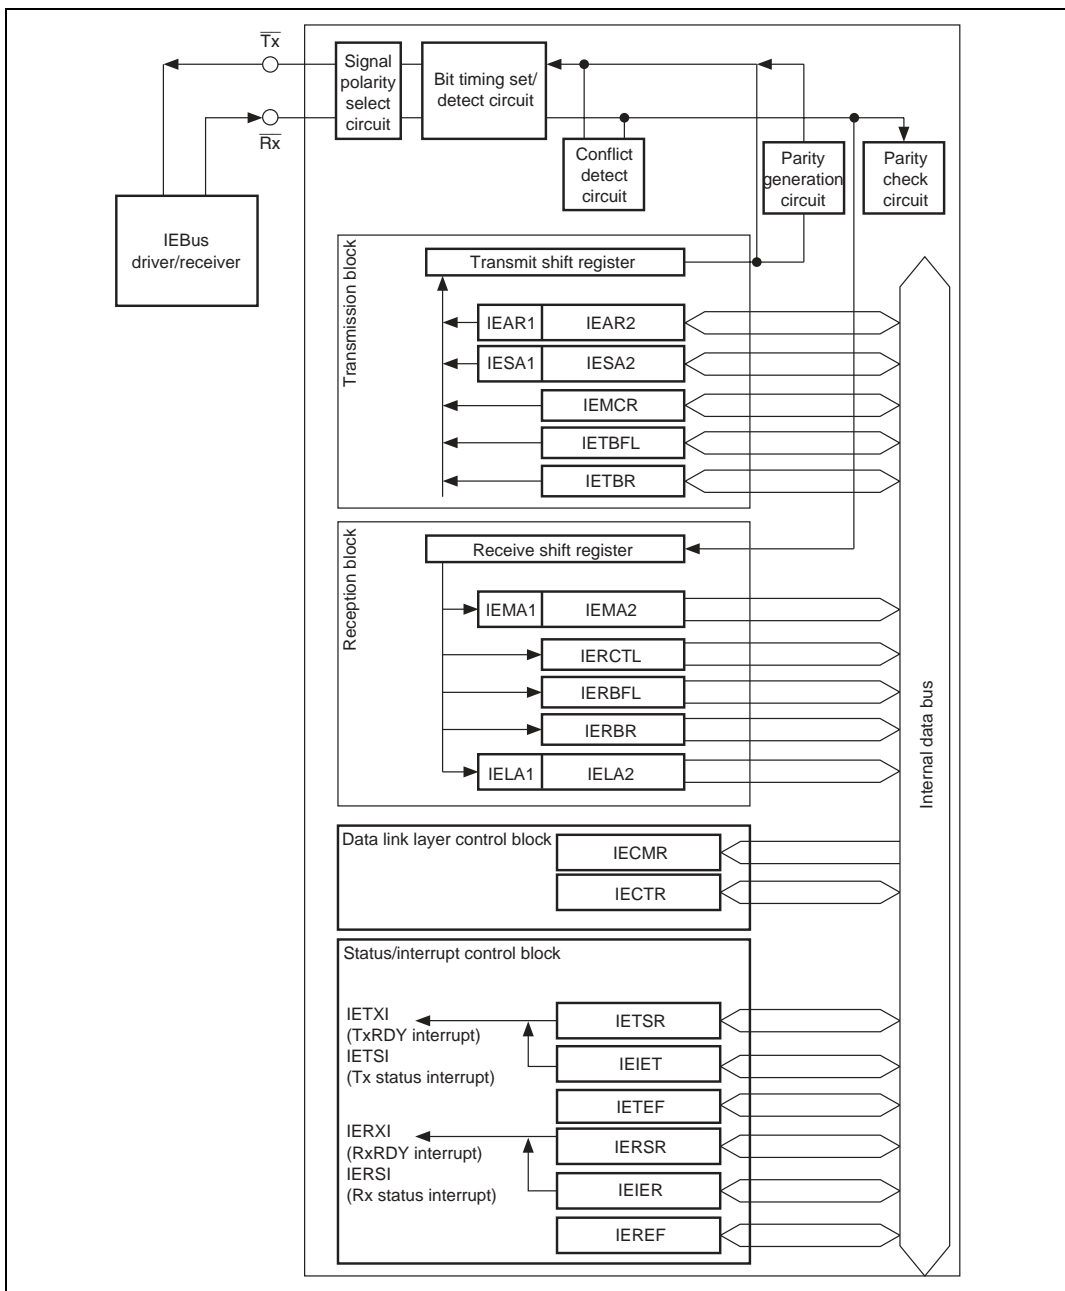 Tx
Rx
Signal
polarity
select
circuit
Bit timing set/
detect circuit
Conflict
detect
circuit
Parity
generation
circuit
Parity
check
circuit
IEBus
driver/receiver
Transmission block
Transmit shift register
IEAR1 IEAR2
IESA1 IESA2
IEMCR
IETBFL
IETBR
Reception block
Receive shift register
IEMA1 IEMA2
IERCTL
IERBFL
IERBR
IELA1 IELA2
Internal data bus
Data link layer control block
IECMR
IECTR
Status/interrupt control block
IETXI
(TxRDY interrupt)
IETSI
(Tx status interrupt)
IETSR
IEIET
IETEF
IERXI
(RxRDY interrupt)
IERSI
(Rx status interrupt)
IERSR
IEIER
IEREF